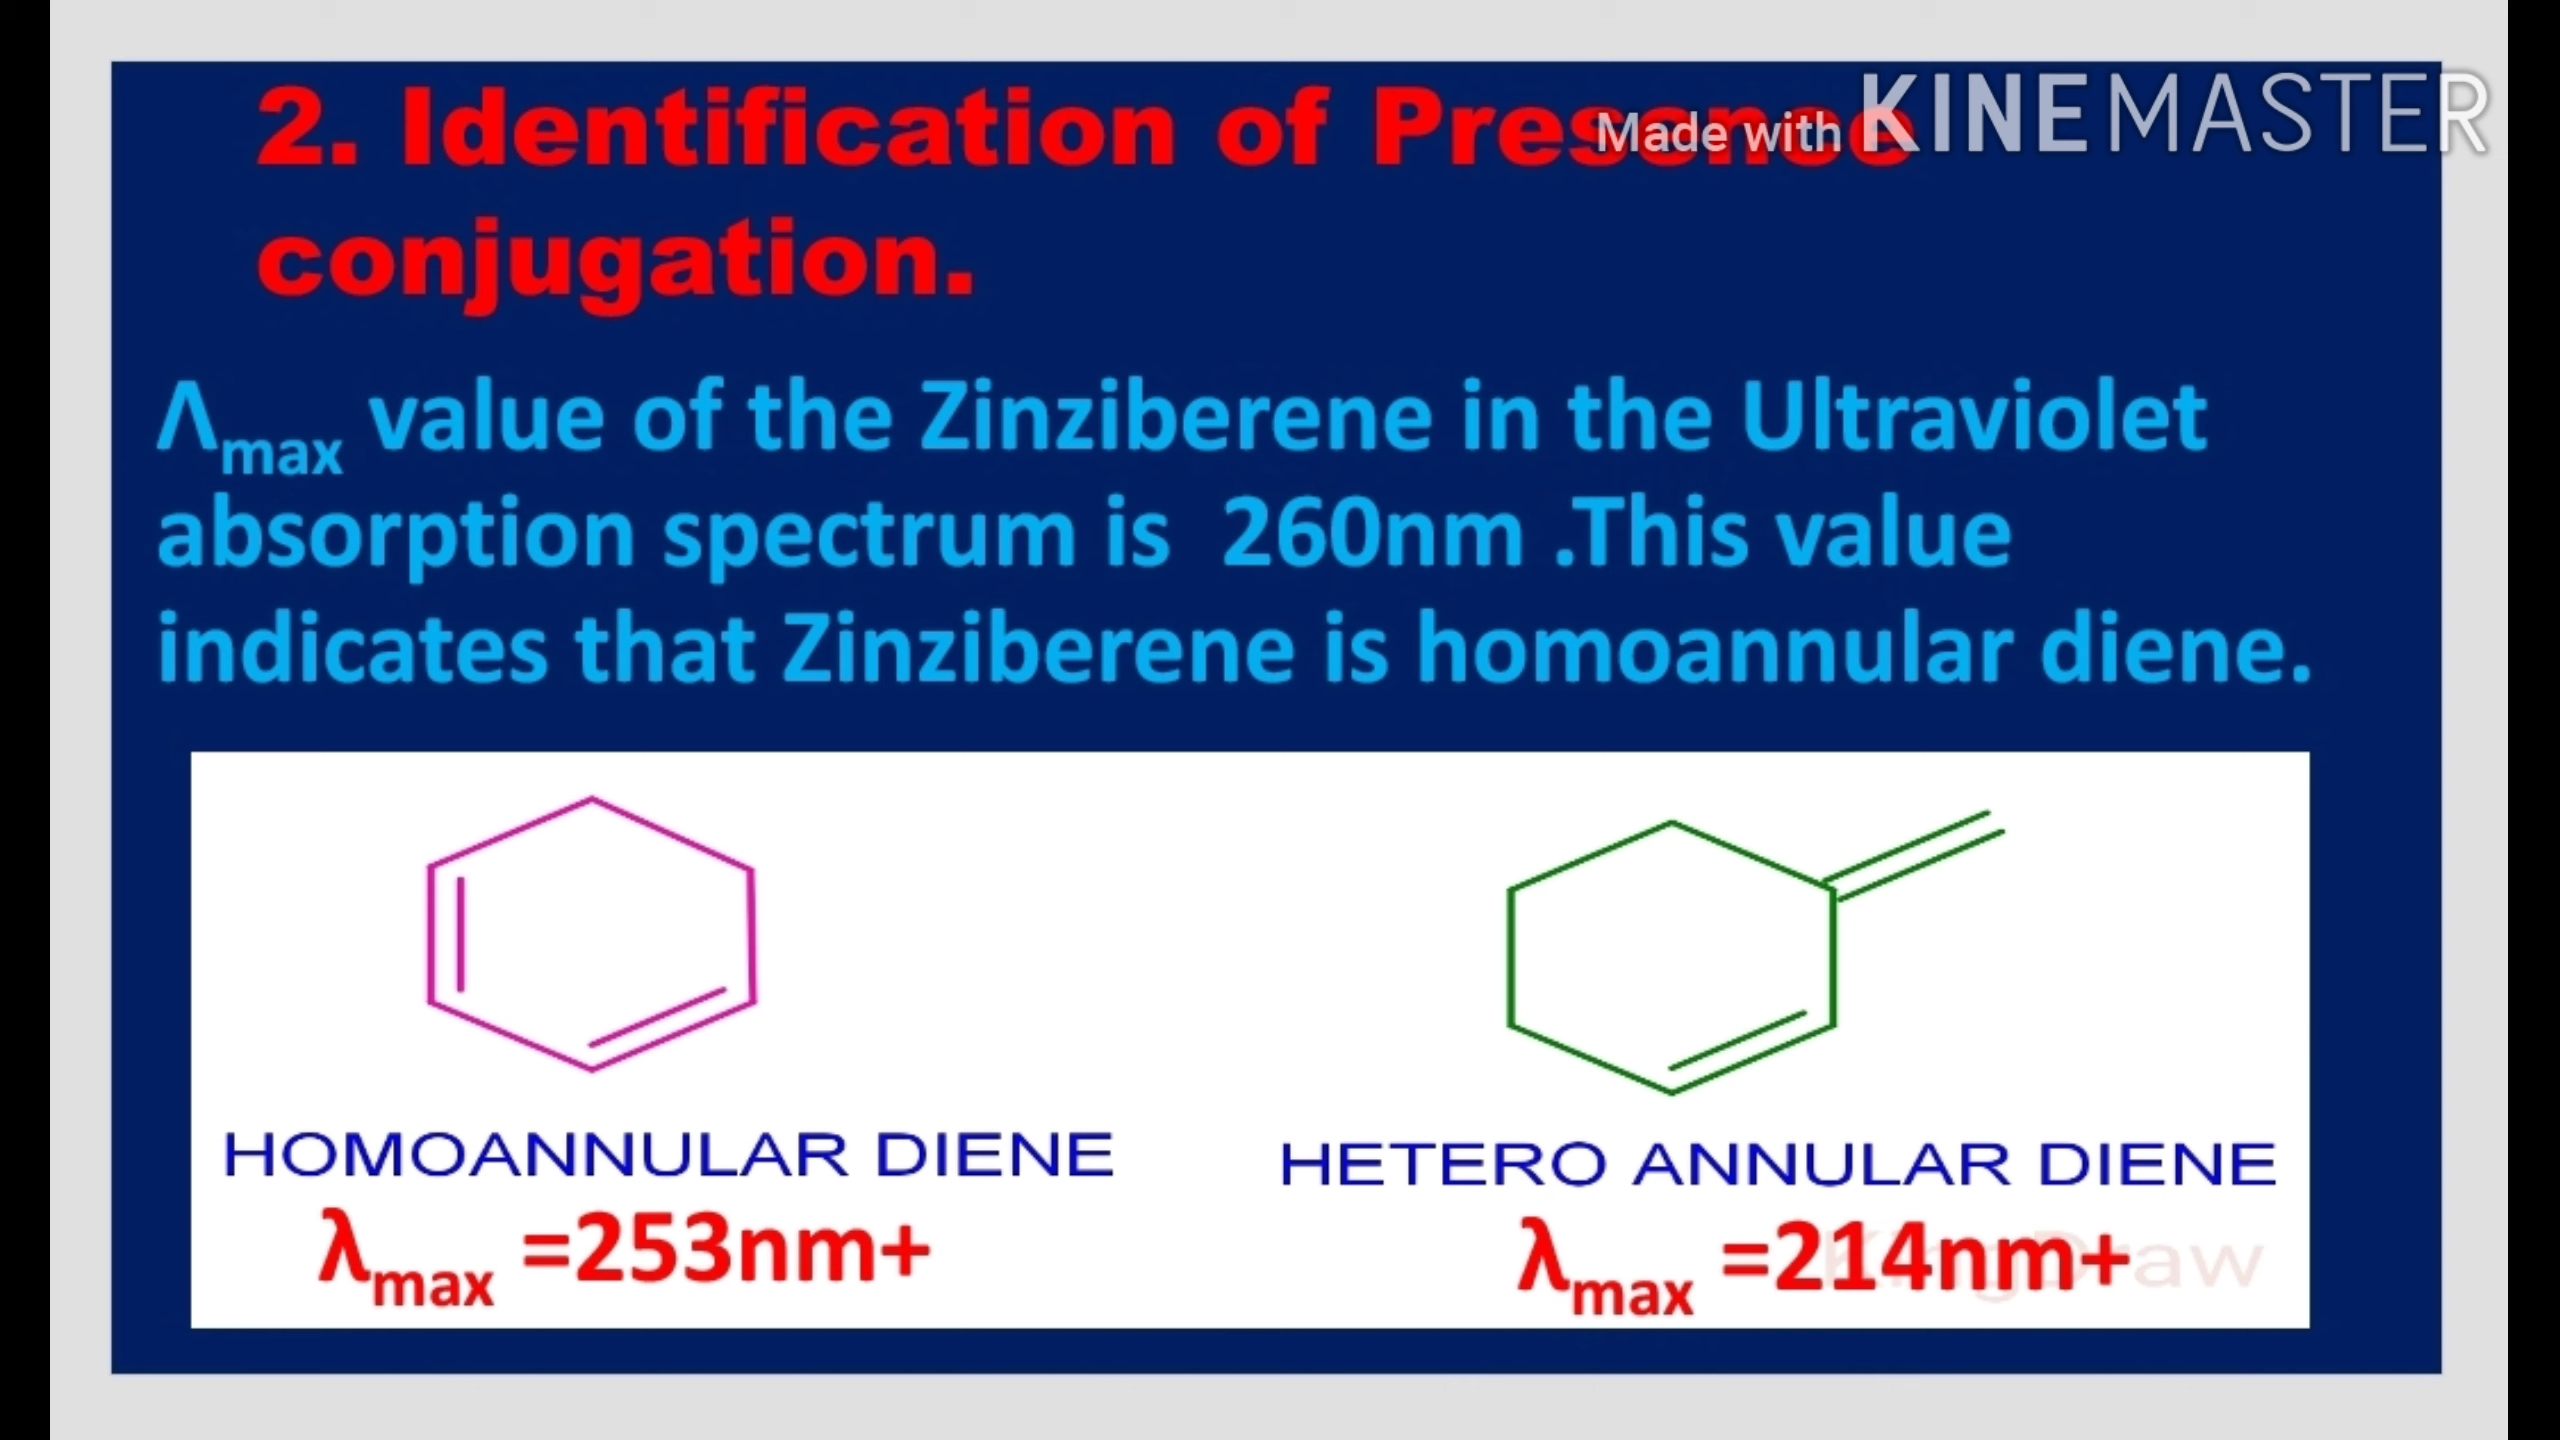 2. Identification of Presence
Made with KINEMASTER
conjugation.
Λmax value of the Zinziberene in the Ultraviolet
absorption spectrum is 260nm .This value
indicates that Zinziberene is homoannular diene.
HOMOANNULAR DIENE
λmax =253nm+
HETERO ANNULAR DIENE
λmax =214nm+
KingDraw